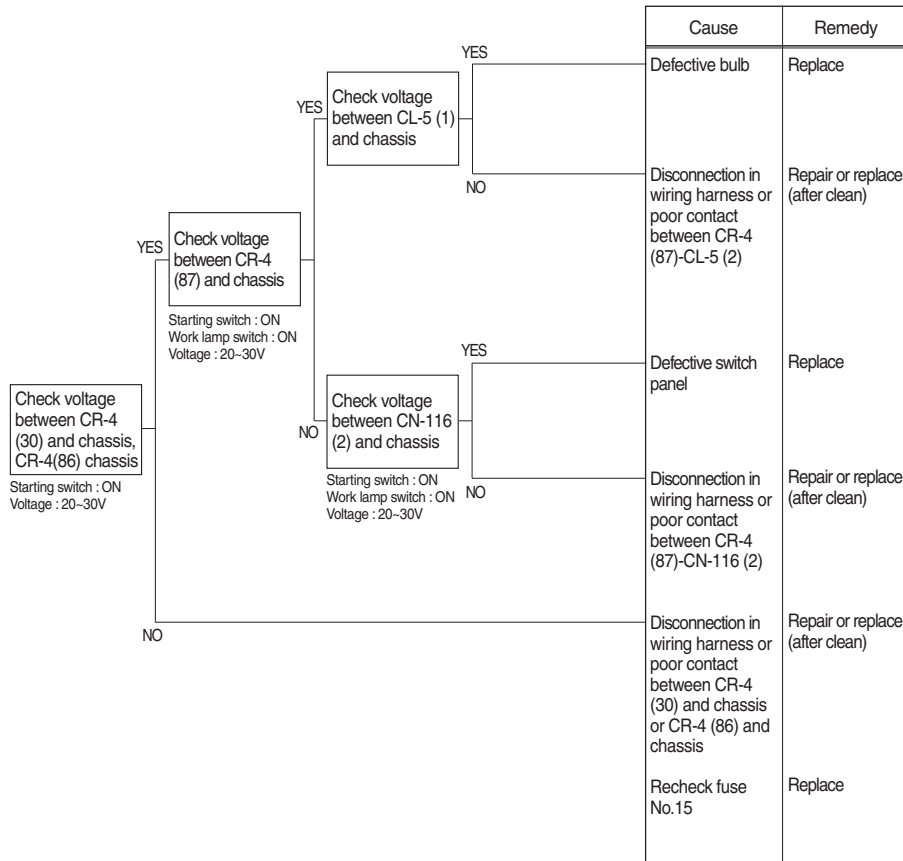 Cause
Remedy
YES
Defective bulb
Replace
YES
Check voltage
between CL-5 (1)
and chassis
NO
Disconnection in
wiring harness or
poor contact
between CR-4
(87)-CL-5 (2)
Repair or replace
(after clean)
YES
Check voltage
between CR-4
(87) and chassis
Starting switch : ON
Work lamp switch : ON
Voltage : 20~30V
YES
Defective switch
panel
Replace
NO
Check voltage
between CN-116
(2) and chassis
Starting switch : ON
Work lamp switch : ON
Voltage : 20~30V
NO
Disconnection in
wiring harness or
poor contact
between CR-4
(87)-CN-116 (2)
Repair or replace
(after clean)
Check voltage
between CR-4
(30) and chassis,
CR-4(86) chassis
Starting switch : ON
Voltage : 20~30V
NO
Disconnection in
wiring harness or
poor contact
between CR-4
(30) and chassis
or CR-4 (86) and
chassis
Repair or replace
(after clean)
Recheck fuse
No.15
Replace